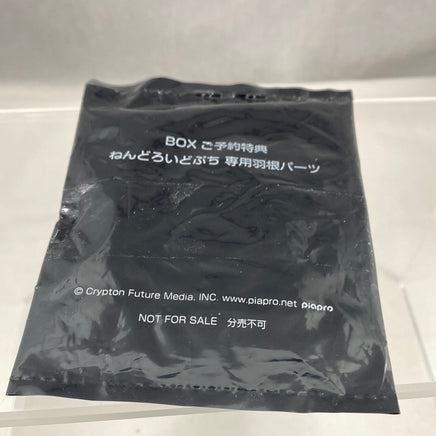 BOX ご予約特典
ねんどろいどぷち 専用羽根パーツ
© Crypton Future Media, INC. www.piapro.net piapro
NOT FOR SALE 分売不可